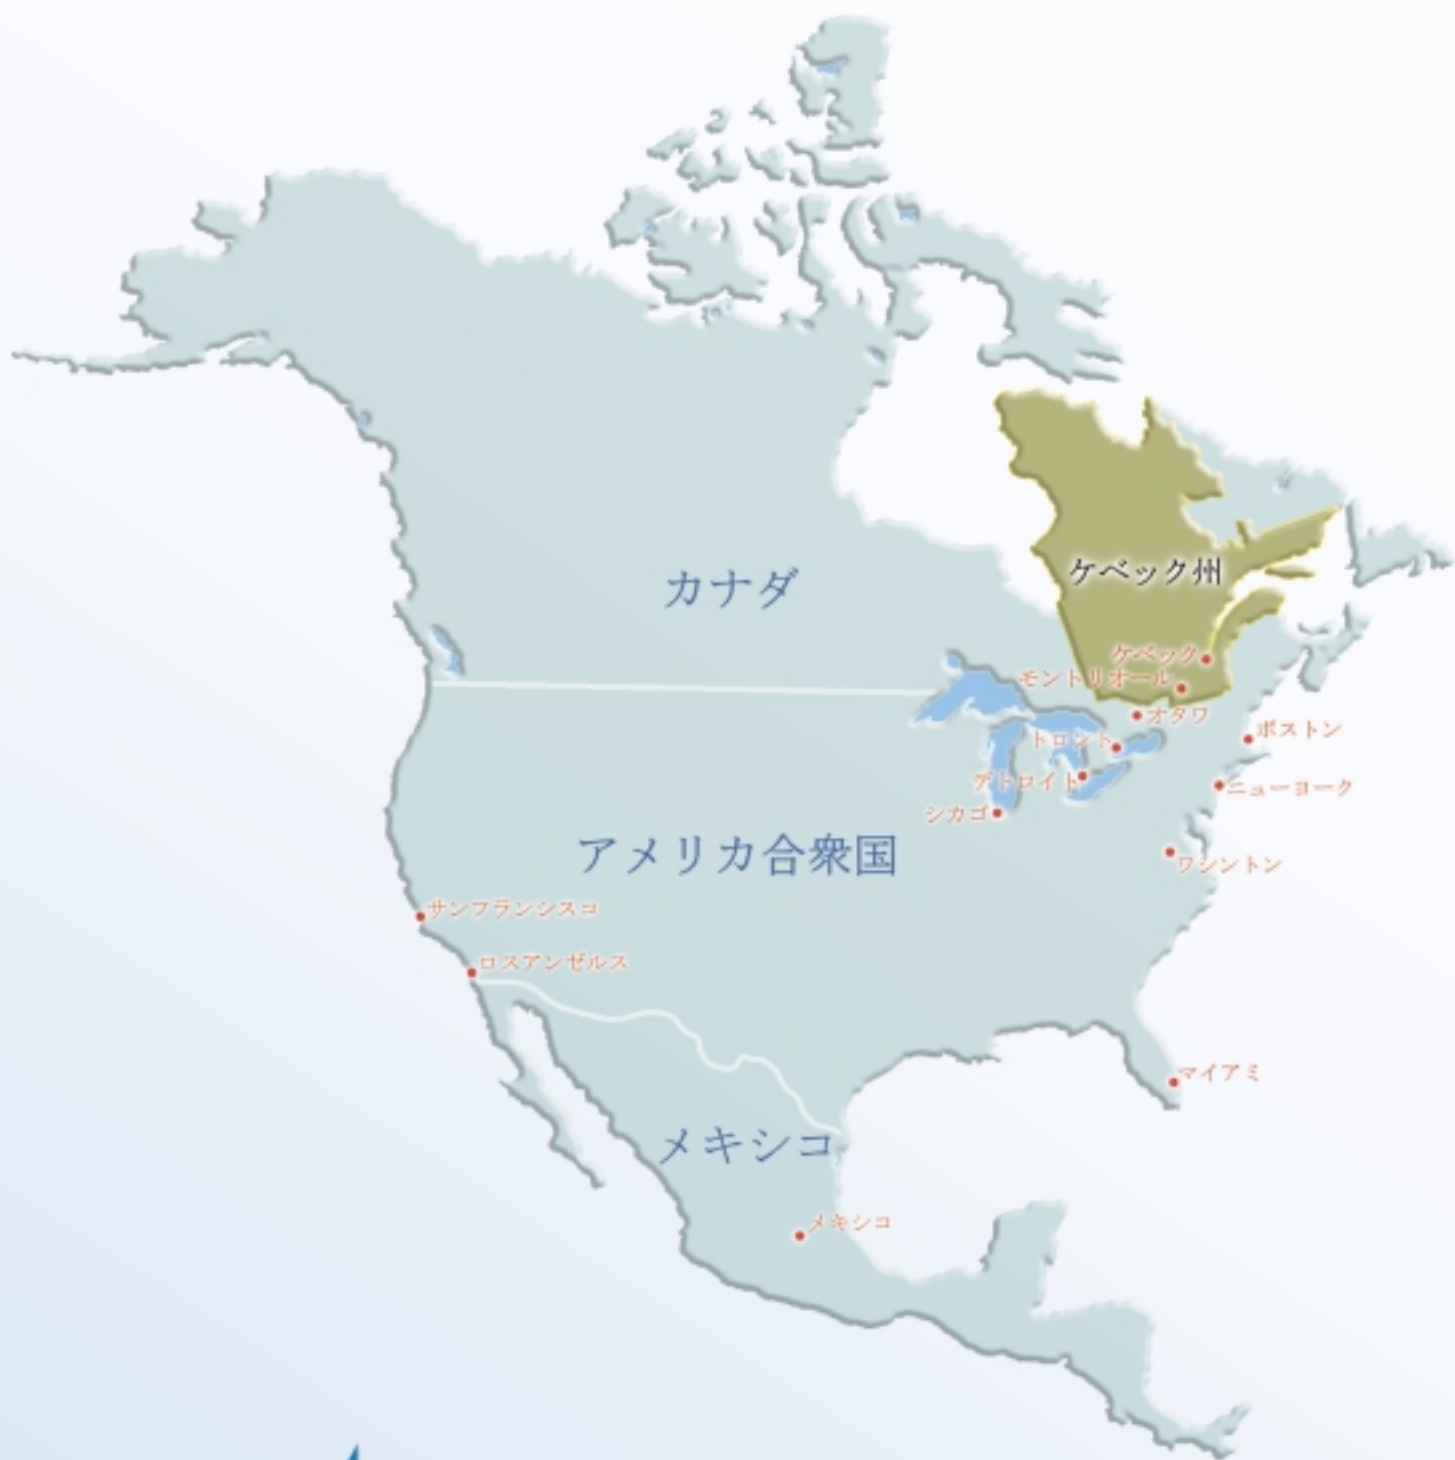 カナダ
ケベック州
ケベック
モントリオール
オタワ
ボストン
トロント
デトロイト
ニューヨーク
シカゴ
アメリカ合衆国
ワシントン
サンフランシスコ
ロスアンゼルス
マイアミ
メキシコ
メキシコ